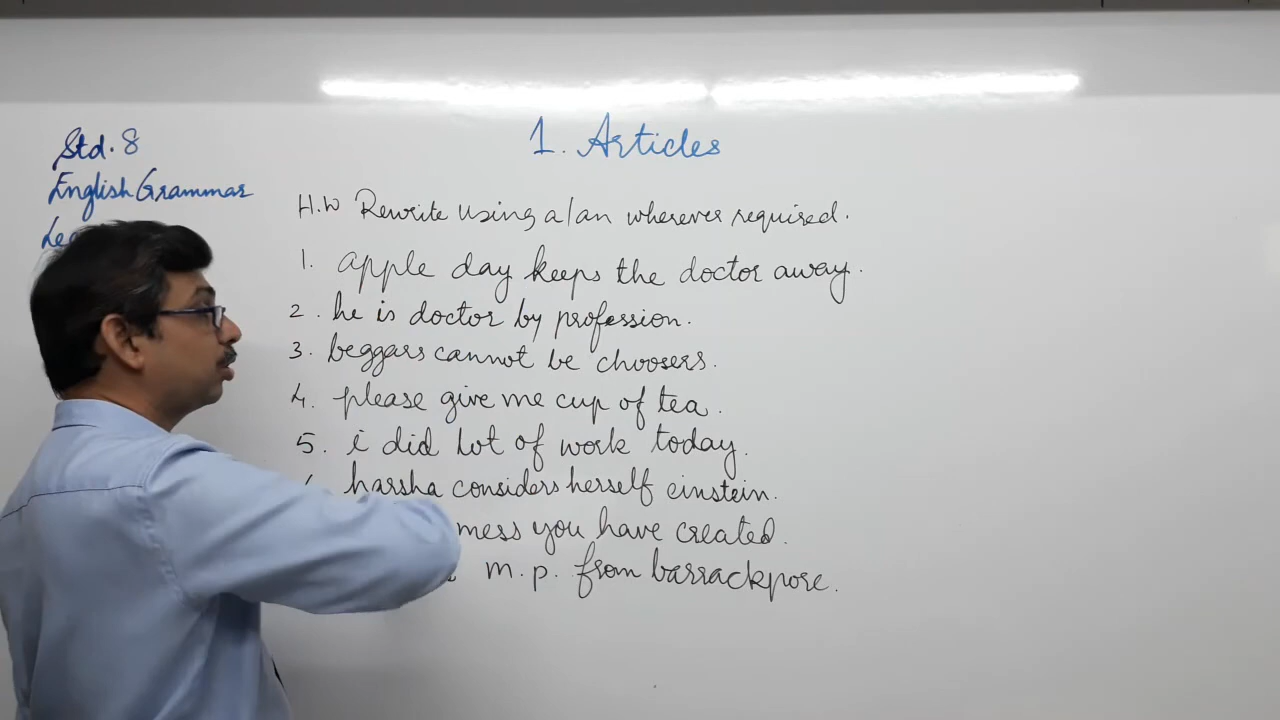 Std. 8
English Grammar
1. Articles
H.W Rewrite using a/an wherever required.
1. apple day keeps the doctor away.
2. he is doctor by profession.
3. beggars cannot be choosers.
4. please give me cup of tea.
5. i did lot of work today.
harsha considers herself einstein.
mess you have created.
m.p. from barrackpore.